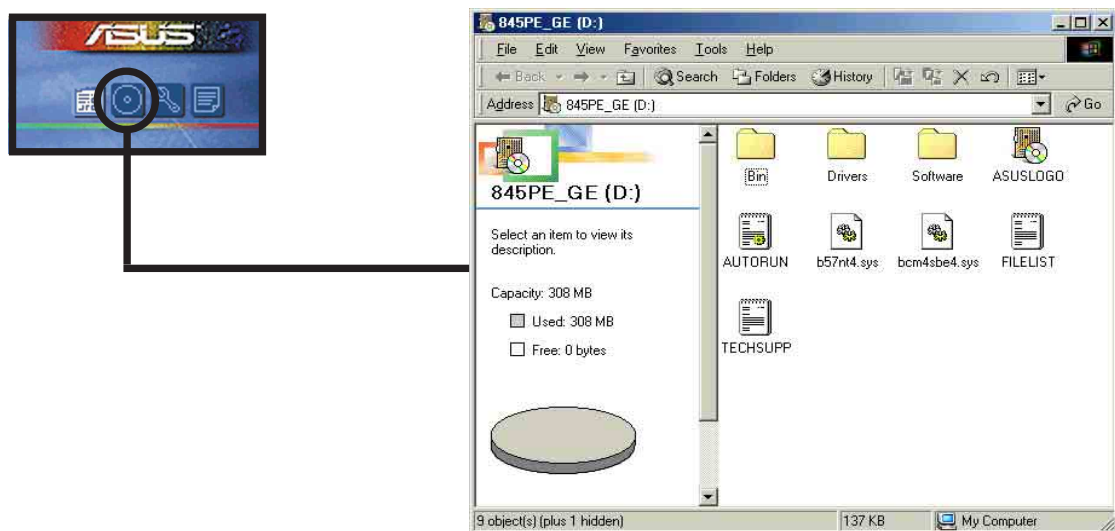 ASUS
845PE_GE (D:)
File Edit View Favorites Tools Help
Back Search Folders History
Address 845PE_GE (D:) Go
845PE_GE (D:)
Select an item to view its
description.
Capacity: 308 MB
Used: 308 MB
Free: 0 bytes
Bin Drivers Software ASUSLOGO
AUTORUN b57nt4.sys bcm4sbe4.sys FILELIST
TECHSUPP
9 object(s) (plus 1 hidden) 137 KB My Computer